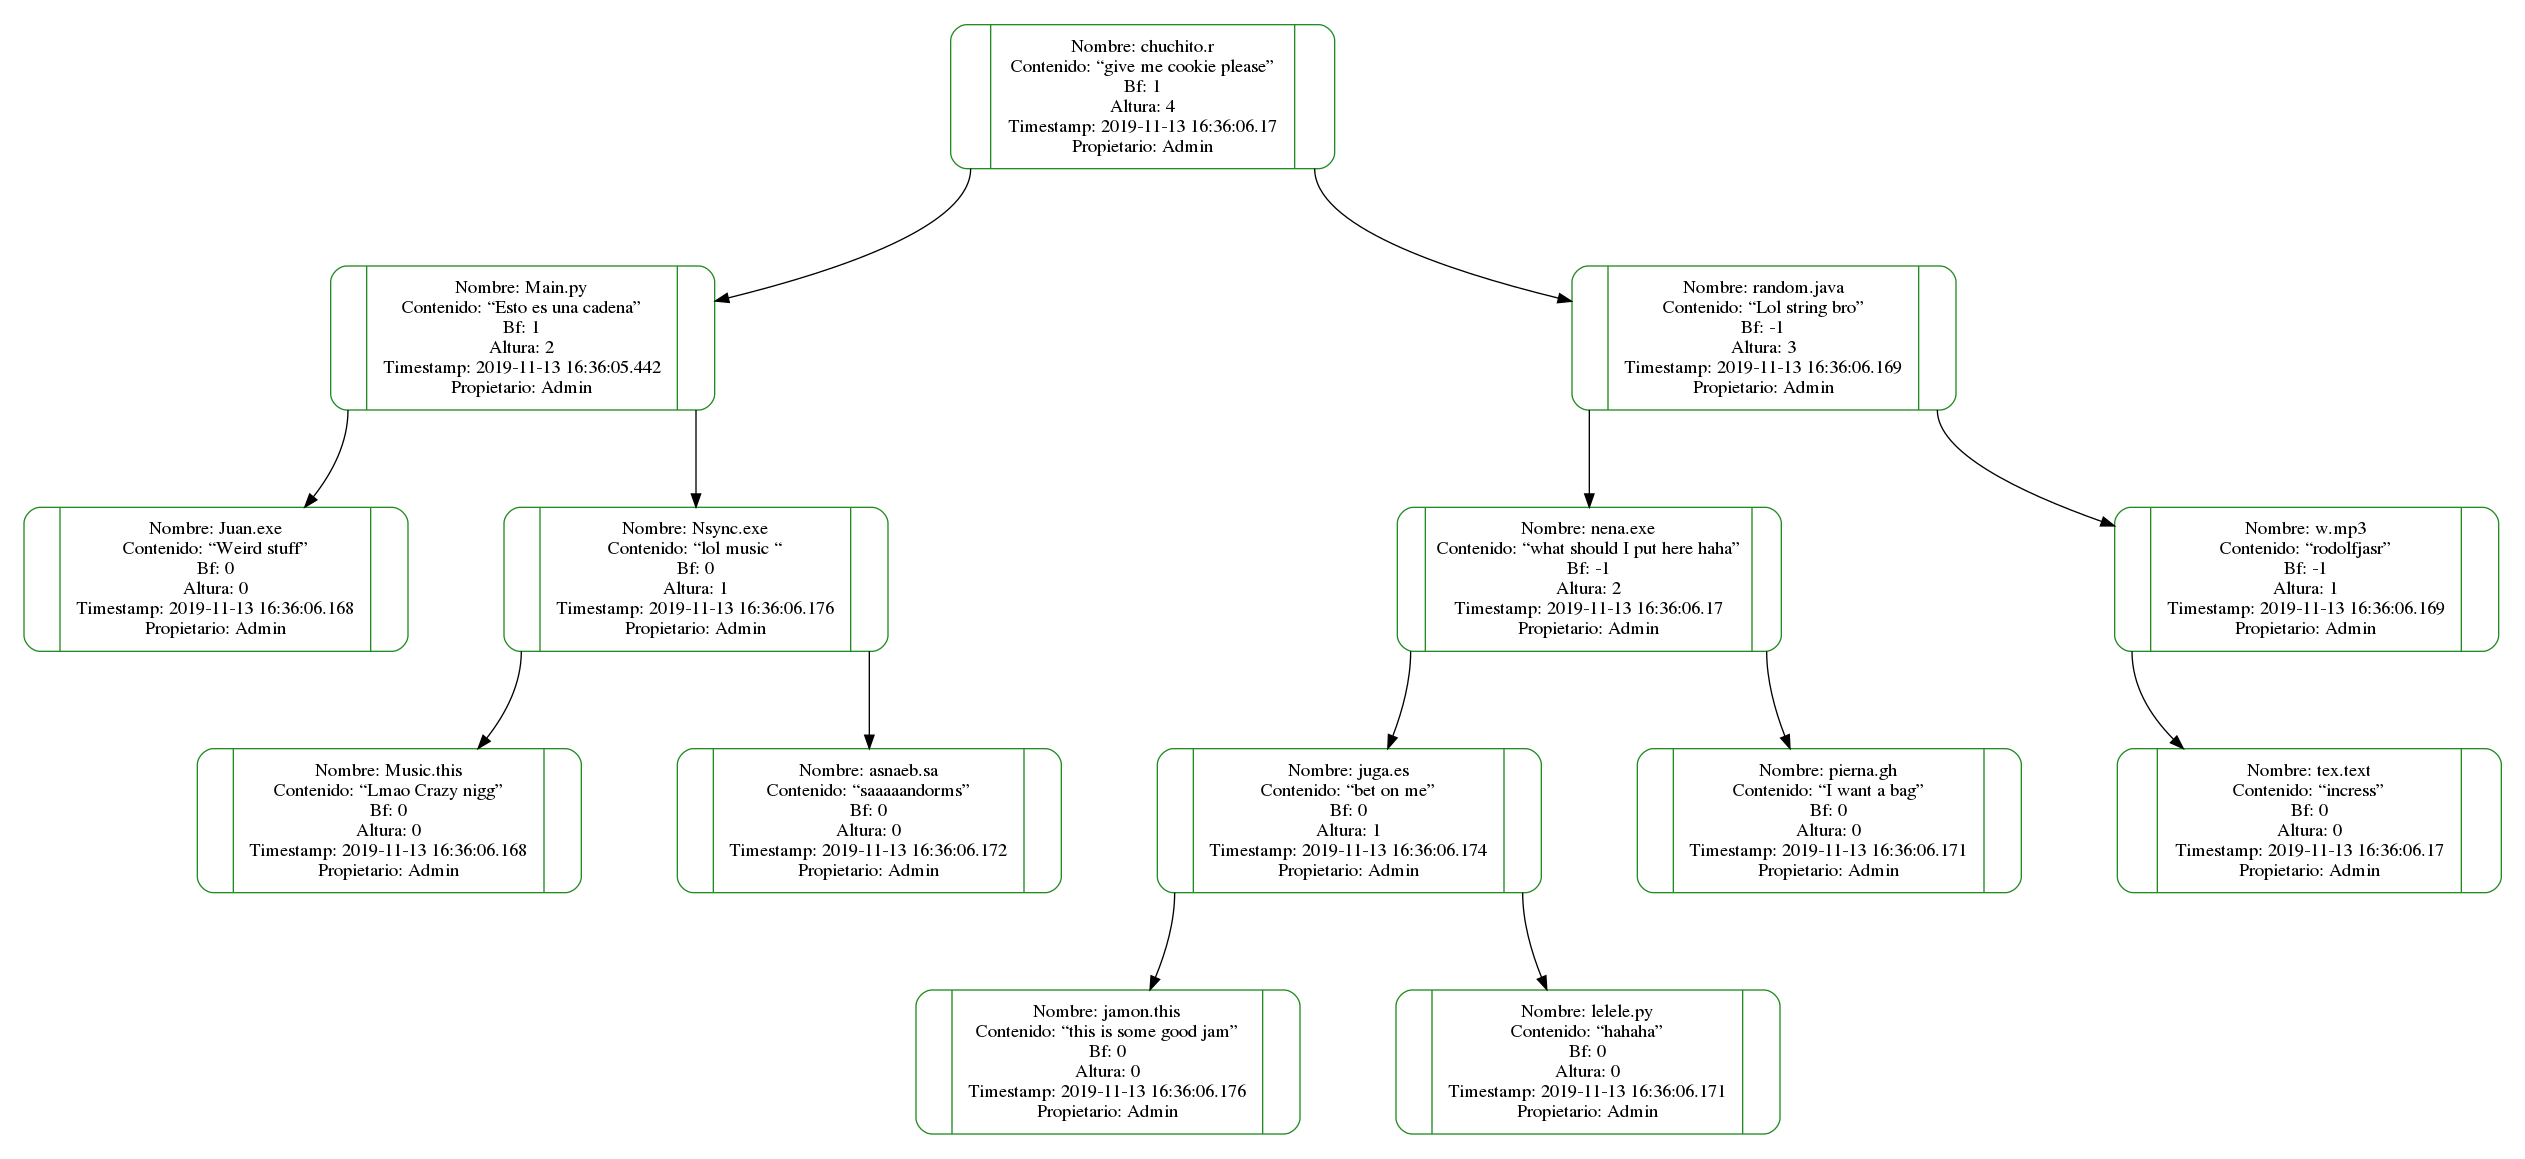 Nombre: chuchito.r
Contenido: “give me cookie please”
Bf: 1
Altura: 4
Timestamp: 2019-11-13 16:36:06.17
Propietario: Admin
Nombre: Main.py
Contenido: “Esto es una cadena”
Bf: 1
Altura: 2
Timestamp: 2019-11-13 16:36:05.442
Propietario: Admin
Nombre: random.java
Contenido: “Lol string bro”
Bf: -1
Altura: 3
Timestamp: 2019-11-13 16:36:06.169
Propietario: Admin
Nombre: Juan.exe
Contenido: “Weird stuff”
Bf: 0
Altura: 0
Timestamp: 2019-11-13 16:36:06.168
Propietario: Admin
Nombre: Nsync.exe
Contenido: “lol music “
Bf: 0
Altura: 1
Timestamp: 2019-11-13 16:36:06.176
Propietario: Admin
Nombre: nena.exe
Contenido: “what should I put here haha”
Bf: -1
Altura: 2
Timestamp: 2019-11-13 16:36:06.17
Propietario: Admin
Nombre: w.mp3
Contenido: “rodolfjasr”
Bf: -1
Altura: 1
Timestamp: 2019-11-13 16:36:06.169
Propietario: Admin
Nombre: Music.this
Contenido: “Lmao Crazy nigg”
Bf: 0
Altura: 0
Timestamp: 2019-11-13 16:36:06.168
Propietario: Admin
Nombre: asnaeb.sa
Contenido: “saaaaandorms”
Bf: 0
Altura: 0
Timestamp: 2019-11-13 16:36:06.172
Propietario: Admin
Nombre: juga.es
Contenido: “bet on me”
Bf: 0
Altura: 1
Timestamp: 2019-11-13 16:36:06.174
Propietario: Admin
Nombre: pierna.gh
Contenido: “I want a bag”
Bf: 0
Altura: 0
Timestamp: 2019-11-13 16:36:06.171
Propietario: Admin
Nombre: tex.text
Contenido: “incress”
Bf: 0
Altura: 0
Timestamp: 2019-11-13 16:36:06.17
Propietario: Admin
Nombre: jamon.this
Contenido: “this is some good jam”
Bf: 0
Altura: 0
Timestamp: 2019-11-13 16:36:06.176
Propietario: Admin
Nombre: lelele.py
Contenido: “hahaha”
Bf: 0
Altura: 0
Timestamp: 2019-11-13 16:36:06.171
Propietario: Admin